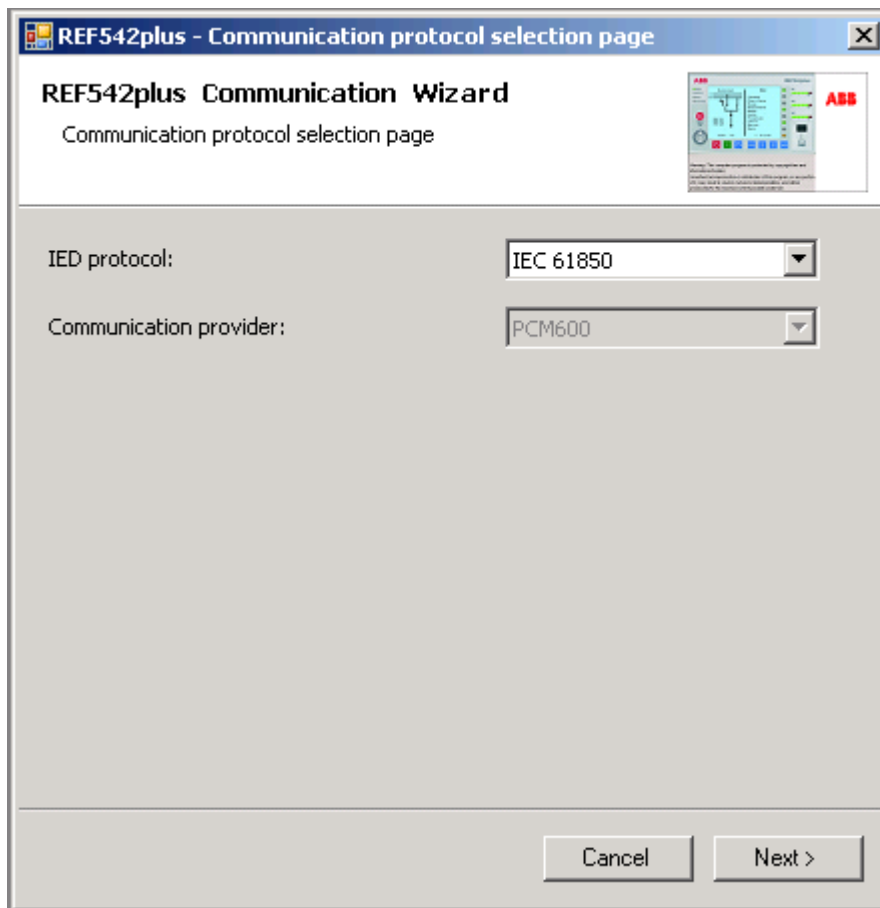 REF542plus - Communication protocol selection page
REF542plus Communication Wizard
Communication protocol selection page
ABB
ABB
IED protocol:
IEC 61850
Communication provider:
PCM600
Cancel
Next >